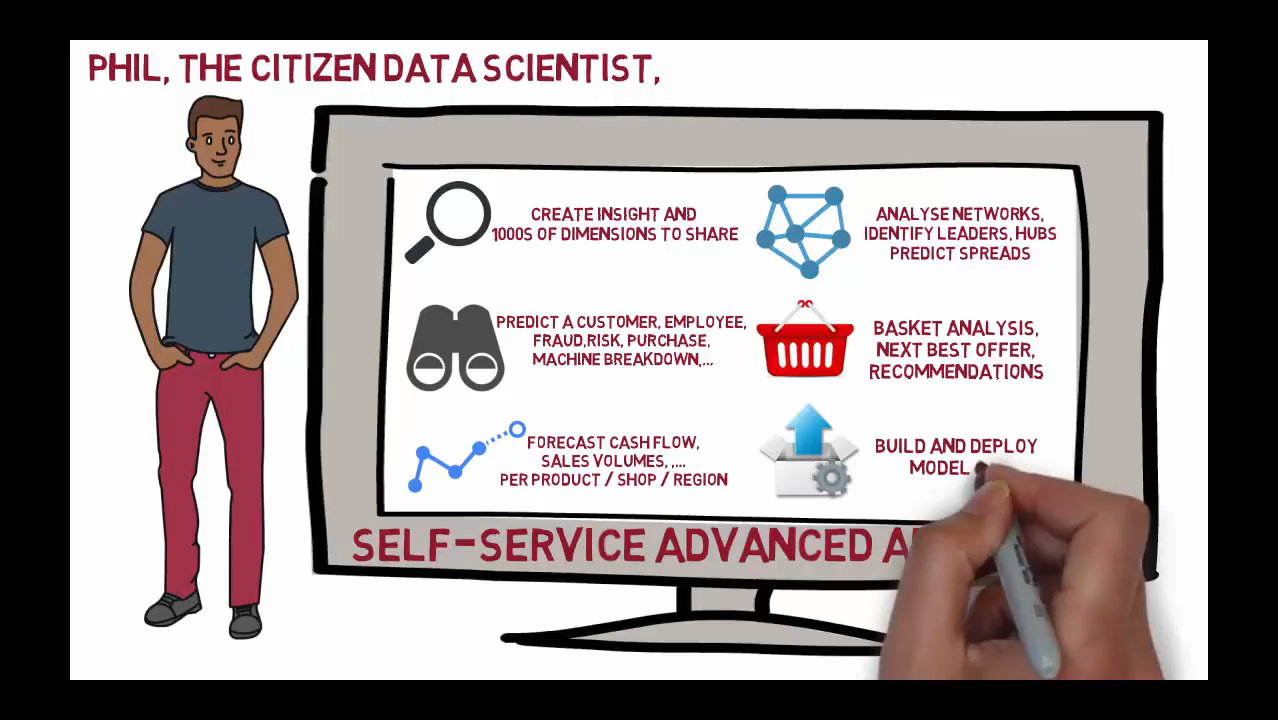 PHIL, THE CITIZEN DATA SCIENTIST,
CREATE INSIGHT AND
1000S OF DIMENSIONS TO SHARE
ANALYSE NETWORKS,
IDENTIFY LEADERS, HUBS
PREDICT SPREADS
PREDICT A CUSTOMER, EMPLOYEE,
FRAUD,RISK, PURCHASE,
MACHINE BREAKDOWN,...
BASKET ANALYSIS,
NEXT BEST OFFER,
RECOMMENDATIONS
FORECAST CASH FLOW,
SALES VOLUMES, ,...
PER PRODUCT / SHOP / REGION
BUILD AND DEPLOY
MODEL
SELF-SERVICE ADVANCED